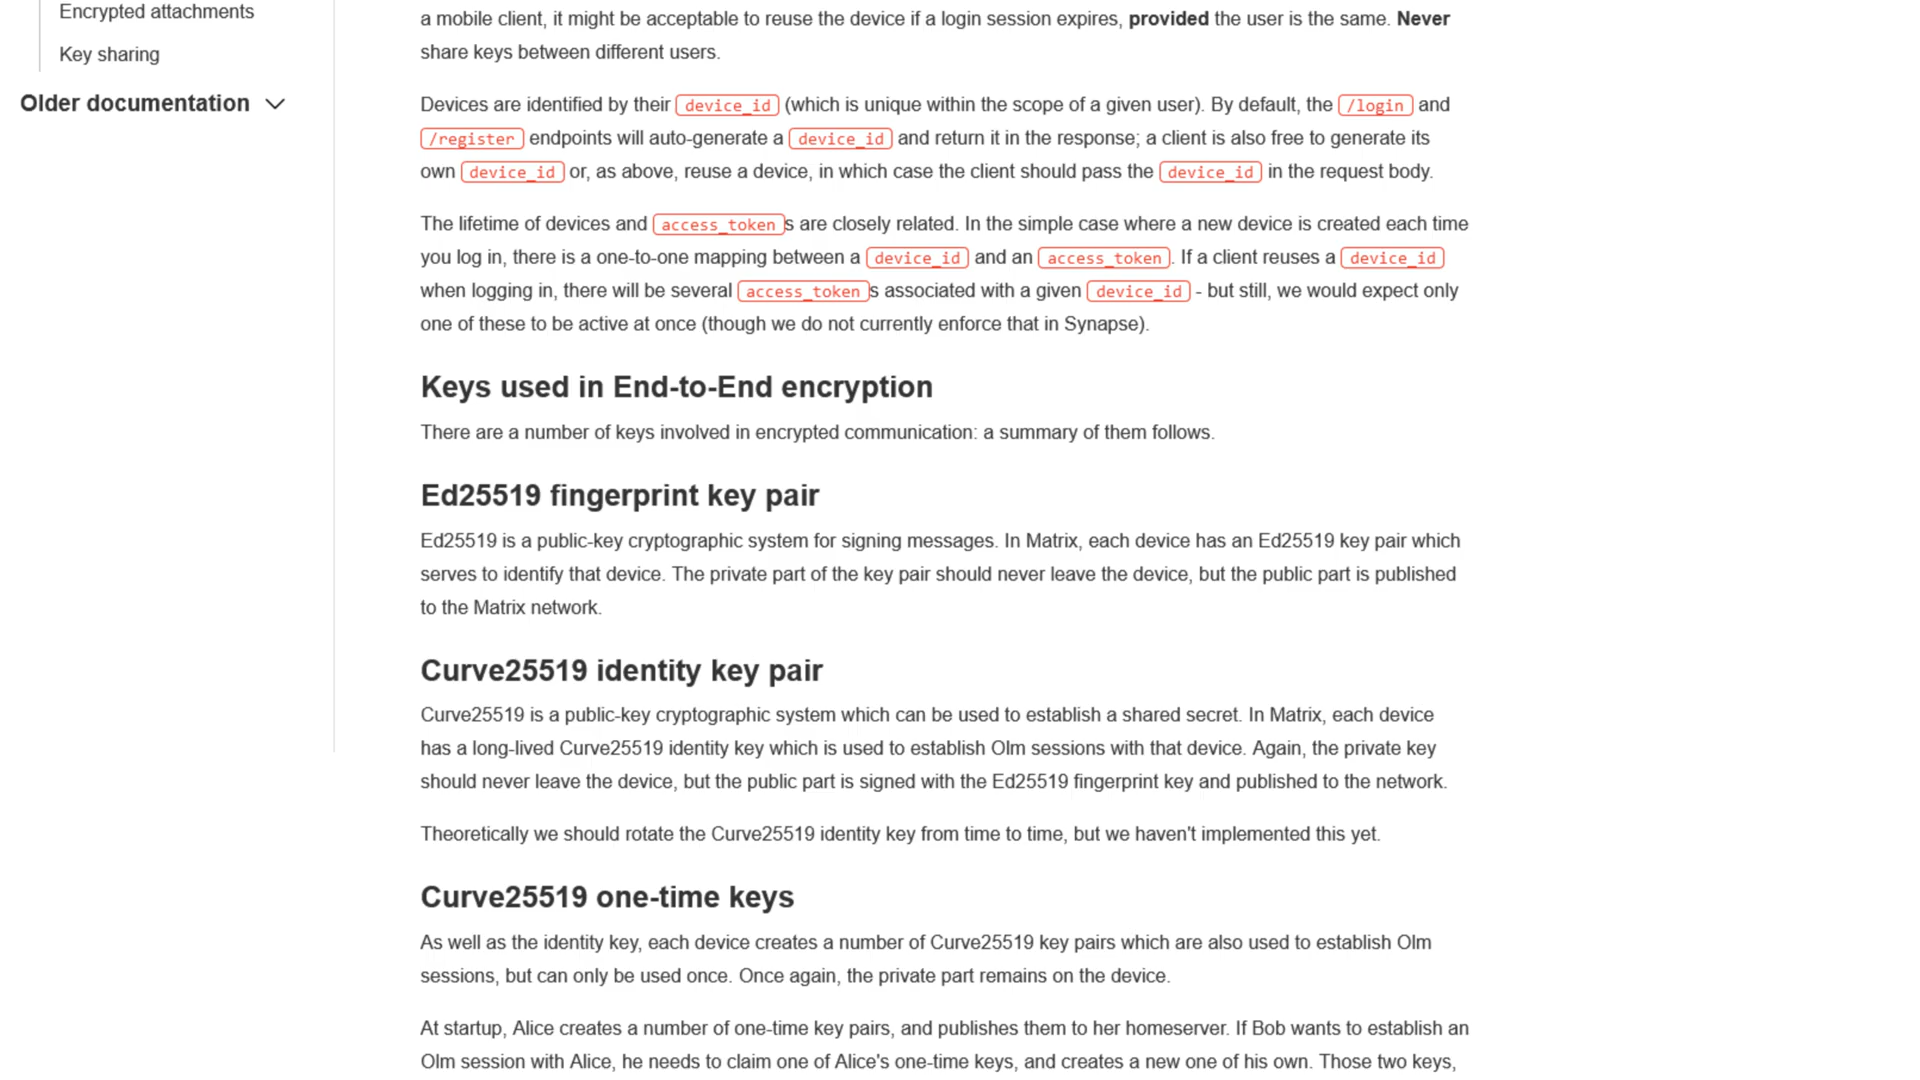 Encrypted attachments
Key sharing
Older documentation
a mobile client, it might be acceptable to reuse the device if a login session expires, provided the user is the same. Never
share keys between different users.
Devices are identified by their device_id (which is unique within the scope of a given user). By default, the /login and
/register endpoints will auto-generate a device_id and return it in the response; a client is also free to generate its
own device_id or, as above, reuse a device, in which case the client should pass the device_id in the request body.
The lifetime of devices and access_tokens are closely related. In the simple case where a new device is created each time
you log in, there is a one-to-one mapping between a device_id and an access_token. If a client reuses a device_id
when logging in, there will be several access_tokens associated with a given device_id - but still, we would expect only
one of these to be active at once (though we do not currently enforce that in Synapse).
Keys used in End-to-End encryption
There are a number of keys involved in encrypted communication: a summary of them follows.
Ed25519 fingerprint key pair
Ed25519 is a public-key cryptographic system for signing messages. In Matrix, each device has an Ed25519 key pair which
serves to identify that device. The private part of the key pair should never leave the device, but the public part is published
to the Matrix network.
Curve25519 identity key pair
Curve25519 is a public-key cryptographic system which can be used to establish a shared secret. In Matrix, each device
has a long-lived Curve25519 identity key which is used to establish Olm sessions with that device. Again, the private key
should never leave the device, but the public part is signed with the Ed25519 fingerprint key and published to the network.
Theoretically we should rotate the Curve25519 identity key from time to time, but we haven't implemented this yet.
Curve25519 one-time keys
As well as the identity key, each device creates a number of Curve25519 key pairs which are also used to establish Olm
sessions, but can only be used once. Once again, the private part remains on the device.
At startup, Alice creates a number of one-time key pairs, and publishes them to her homeserver. If Bob wants to establish an
Olm session with Alice, he needs to claim one of Alice's one-time keys, and creates a new one of his own. Those two keys,